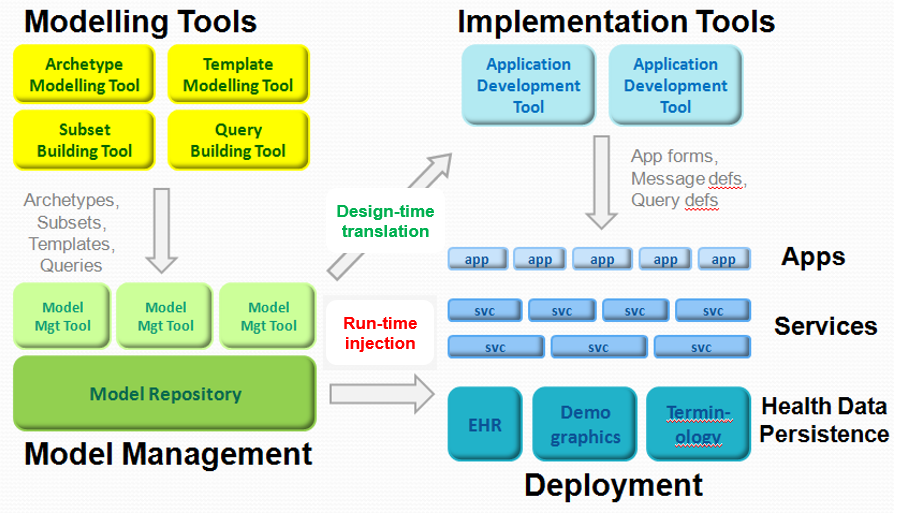 Modelling Tools
Archetype
Modelling Tool
Template
Modelling Tool
Subset
Building Tool
Query
Building Tool
Archetypes,
Subsets,
Templates,
Queries
Model
Mgt Tool
Model
Mgt Tool
Model
Mgt Tool
Model Repository
Model Management
Design-time
translation
Run-time
injection
Implementation Tools
Application
Development
Tool
Application
Development
Tool
App forms,
Message defs,
Query defs
app
app
app
app
app
Apps
svc
svc
svc
svc
svc
svc
svc
Services
EHR
Demo
graphics
Termin-
ology
Health Data
Persistence
Deployment